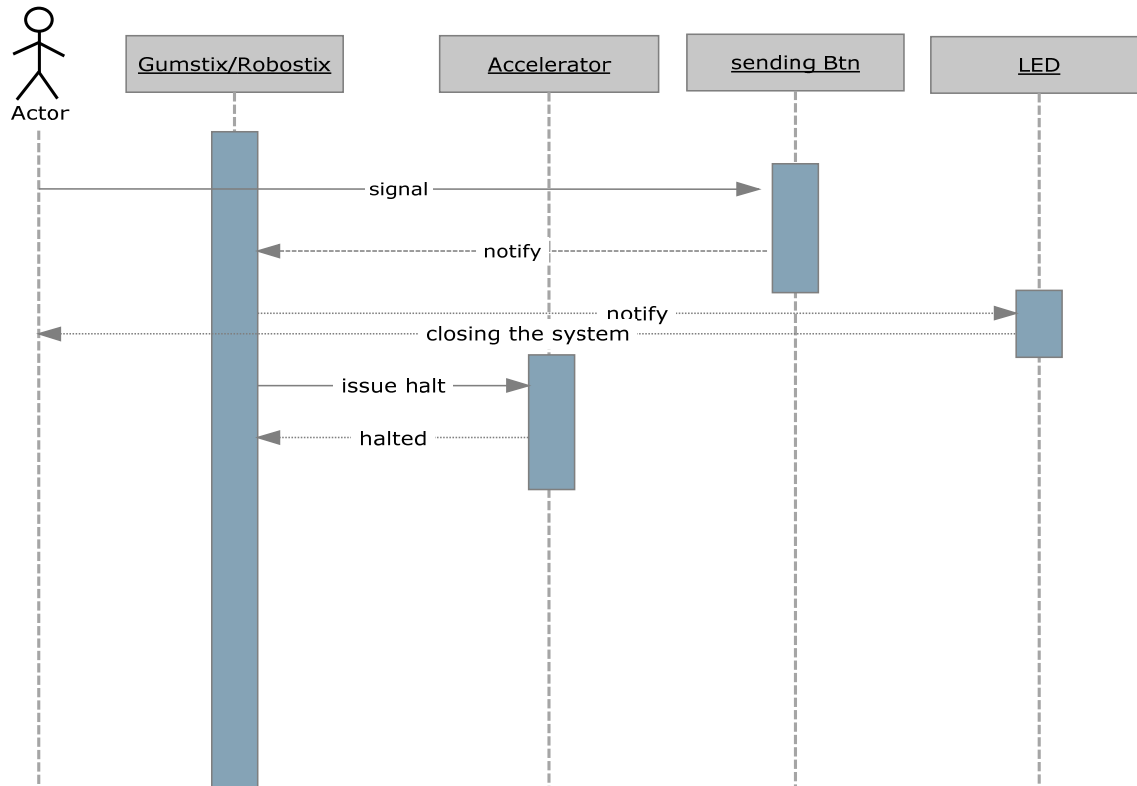 Actor
Gumstix/Robostix
Accelerator
sending Btn
LED
signal
notify
notify
closing the system
issue halt
halted